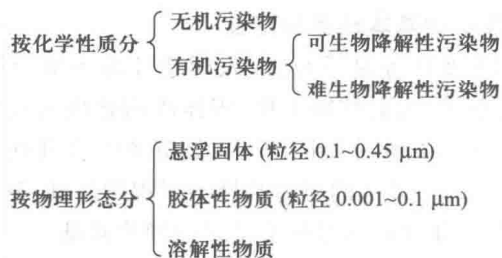 无机污染物
按化学性质分
有机污染物
可生物降解性污染物
难生物降解性污染物
悬浮固体 (粒径 0.1~0.45 μm)
按物理形态分
胶体性物质 (粒径 0.001~0.1 μm)
溶解性物质